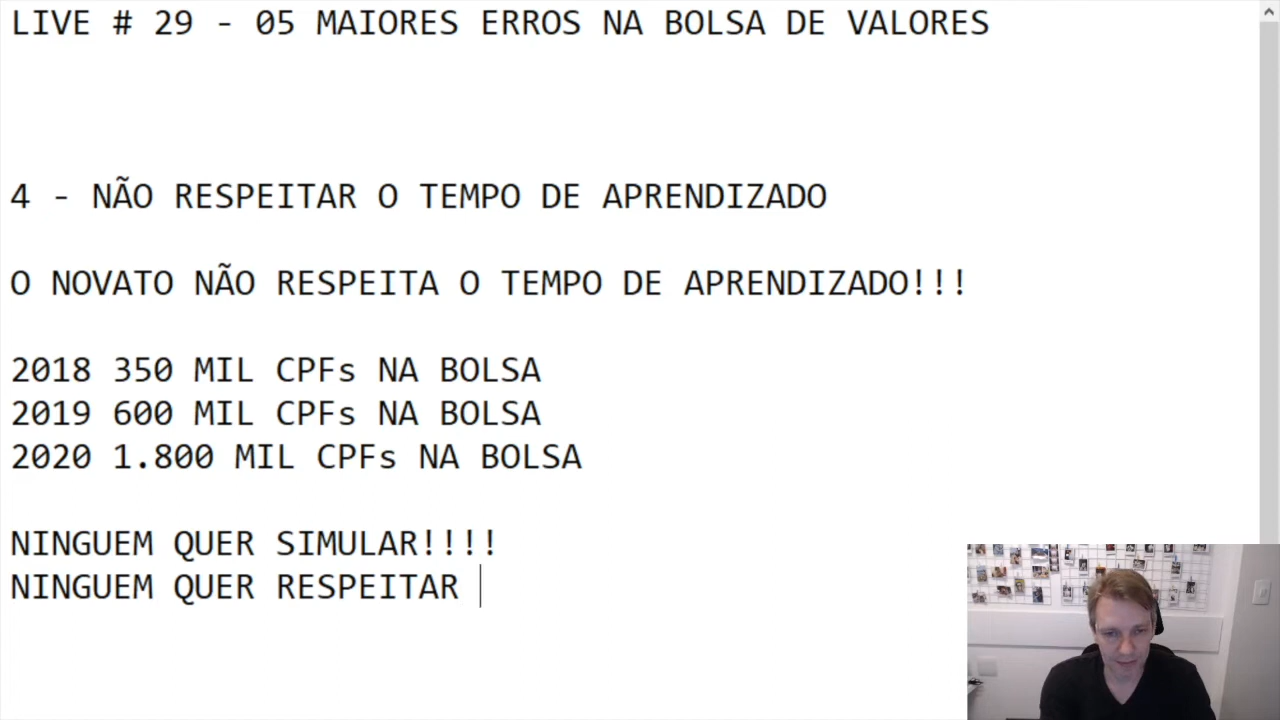 LIVE # 29 - 05 MAIORES ERROS NA BOLSA DE VALORES
4 - NÃO RESPEITAR O TEMPO DE APRENDIZADO
O NOVATO NÃO RESPEITA O TEMPO DE APRENDIZADO!!!
2018 350 MIL CPFs NA BOLSA
2019 600 MIL CPFs NA BOLSA
2020 1.800 MIL CPFs NA BOLSA
NINGUEM QUER SIMULAR!!!!
NINGUEM QUER RESPEITAR